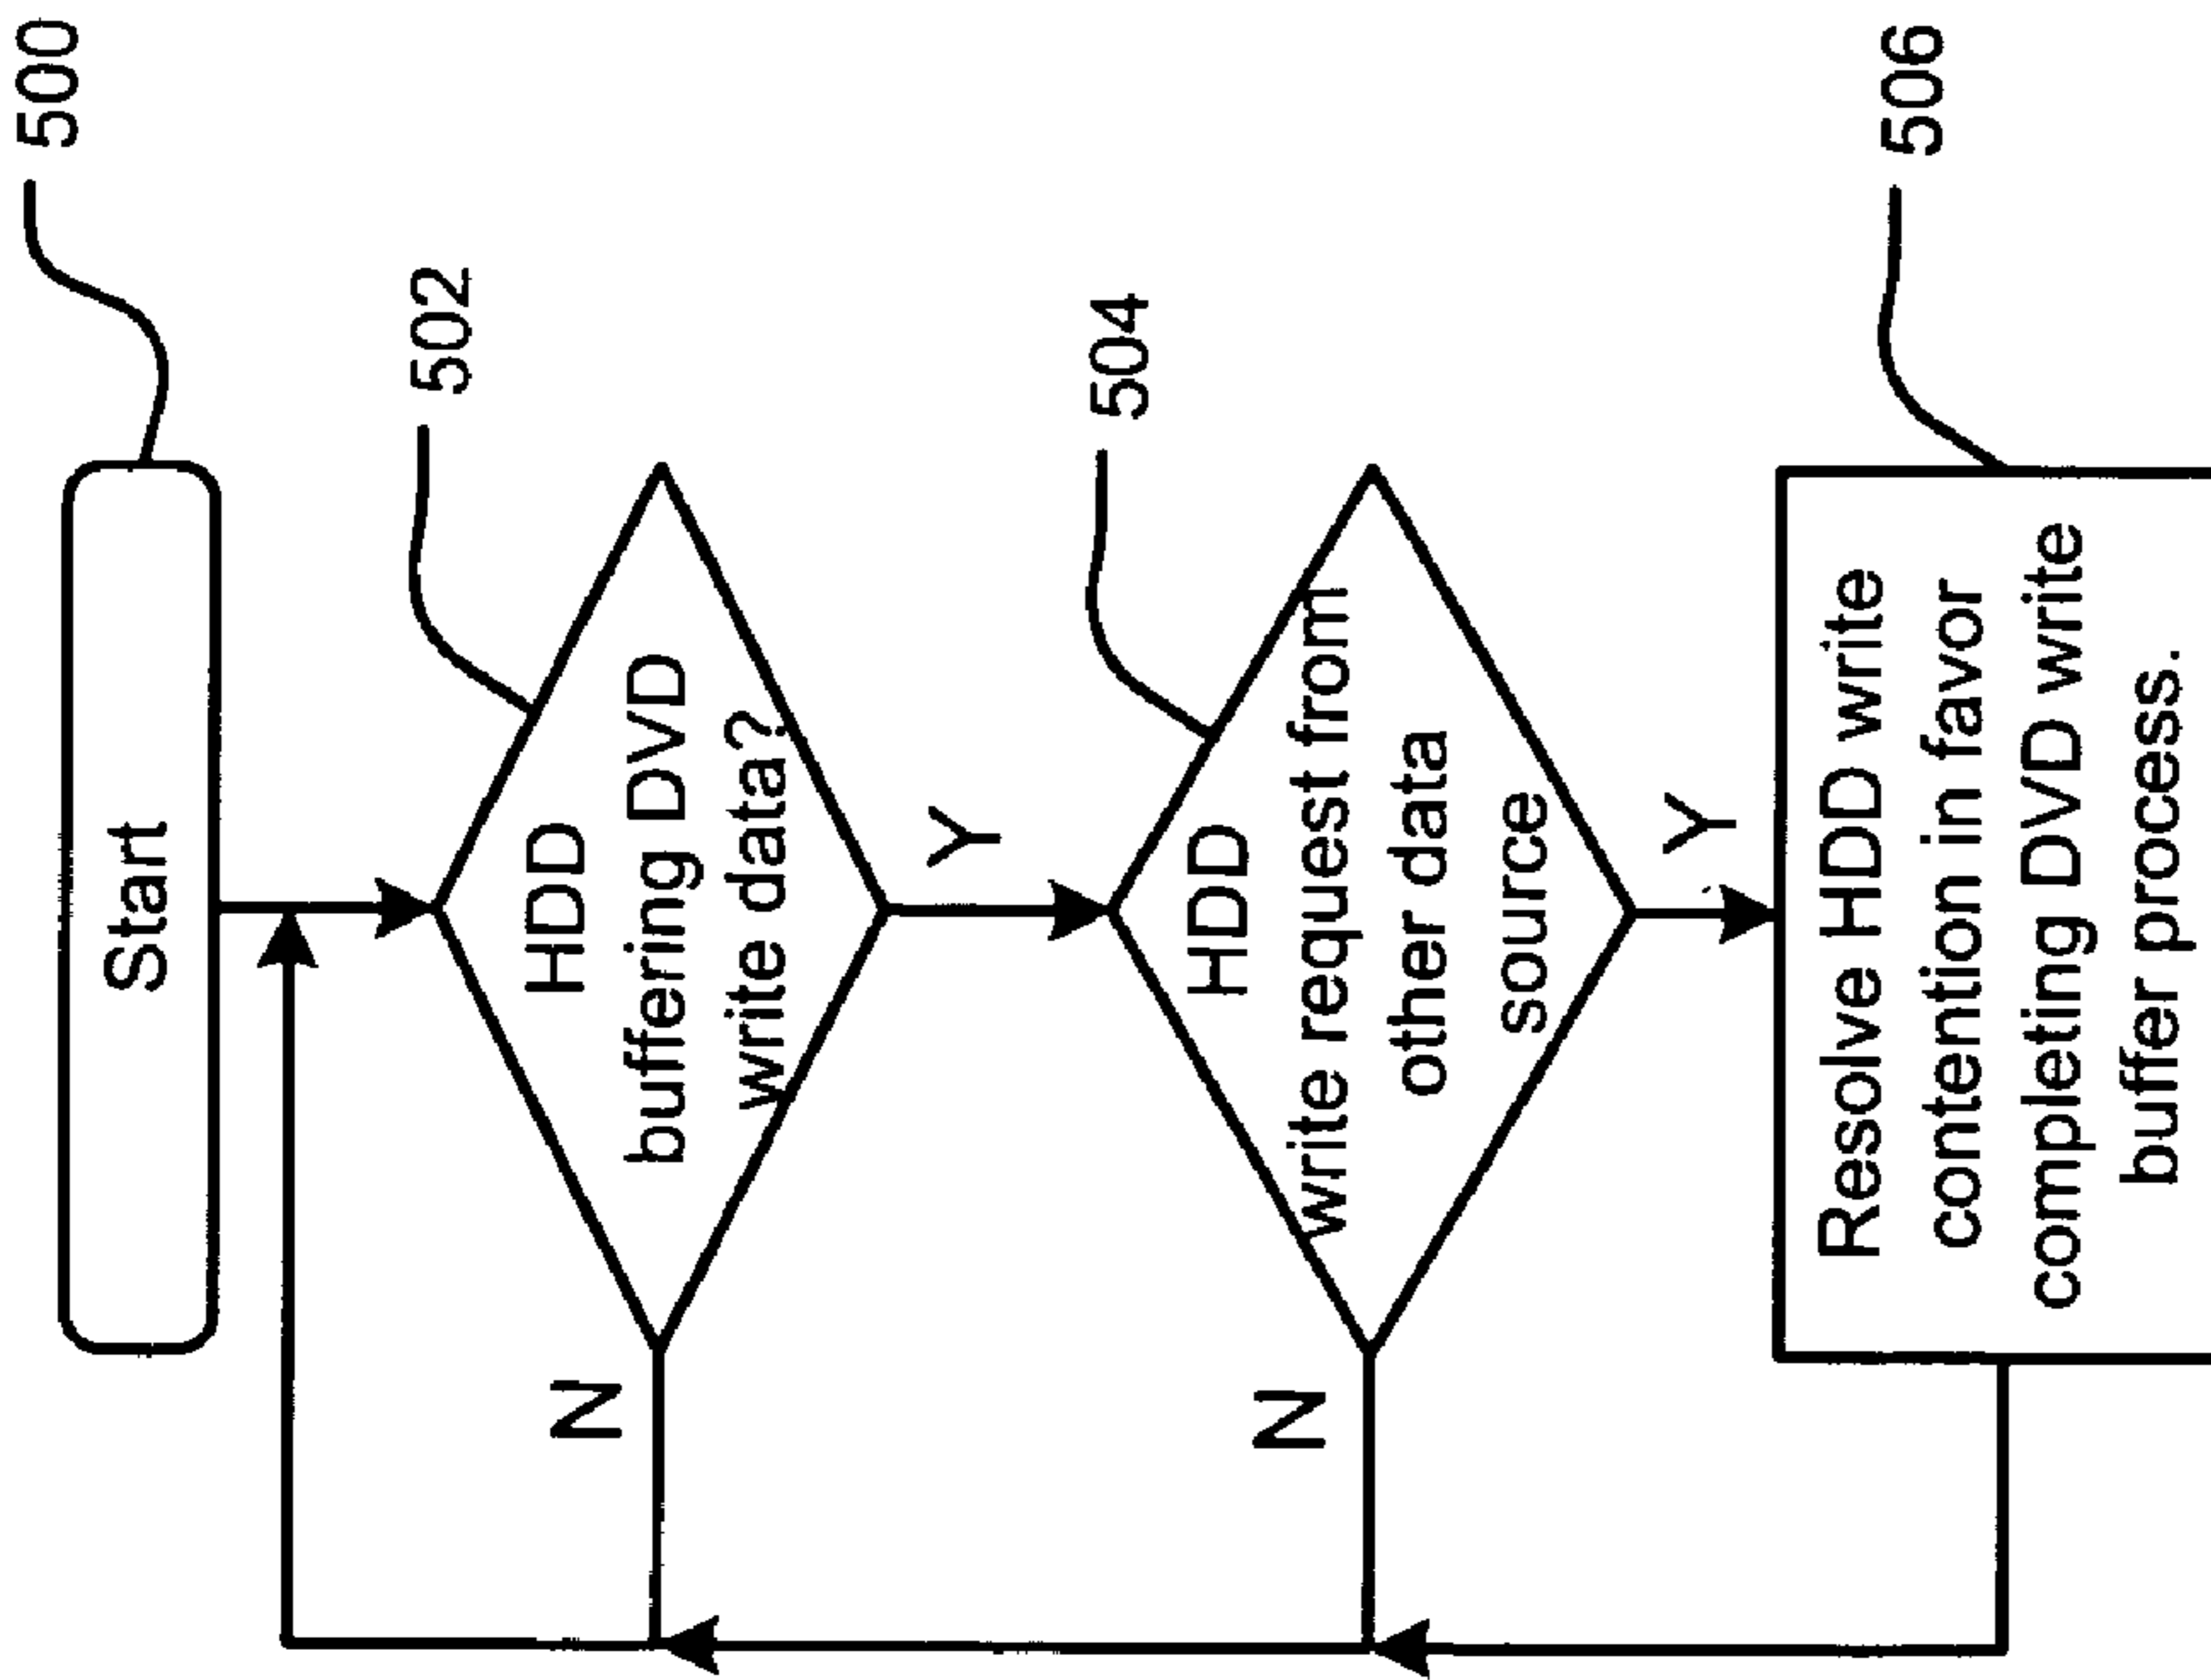 500
Start
502
HDD
buffering DVD
write data?
N
Y
504
HDD
write request from
other data
source
N
Y
506
Resolve HDD write
contention in favor
completing DVD write
buffer process.